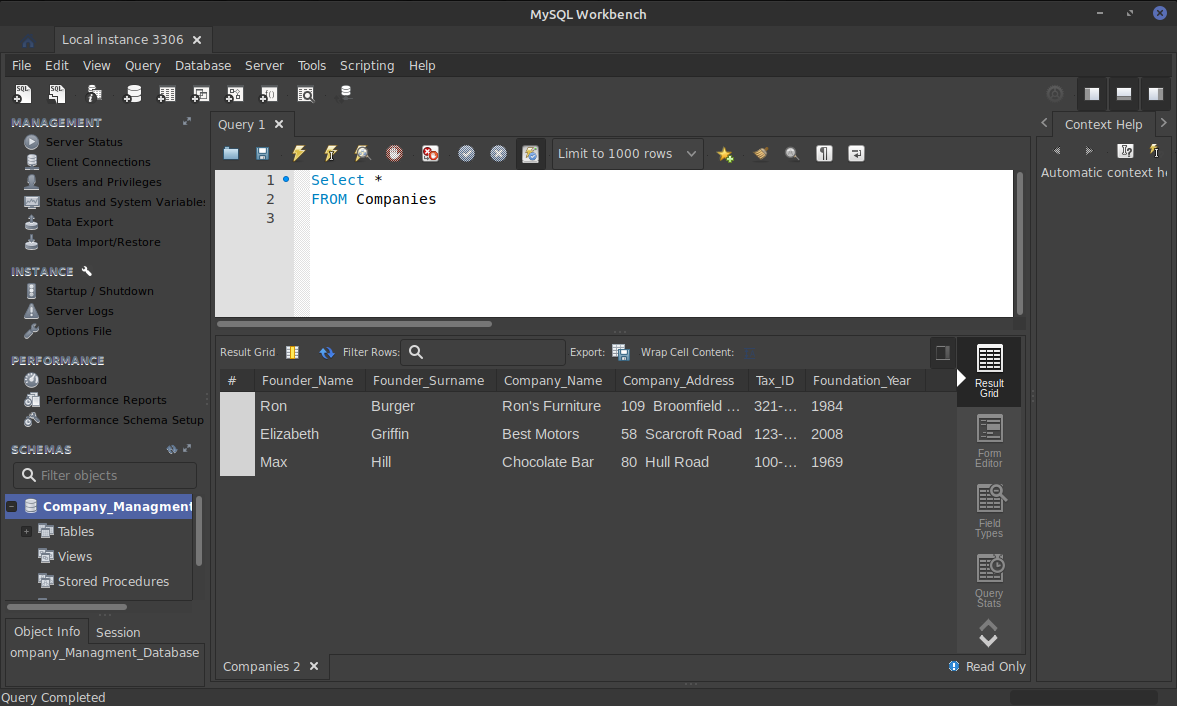 MySQL Workbench
Local instance 3306
File Edit View Query Database Server Tools Scripting Help
MANAGEMENT
Server Status
Client Connections
Users and Privileges
Status and System Variables
Data Export
Data Import/Restore
INSTANCE
Startup / Shutdown
Server Logs
Options File
PERFORMANCE
Dashboard
Performance Reports
Performance Schema Setup
SCHEMAS
Filter objects
Company_Managment
Tables
Views
Stored Procedures
Object Info Session
ompany_Managment_Database
Query 1
Limit to 1000 rows
1 Select *
2 FROM Companies
3
Result Grid Filter Rows: Export: Wrap Cell Content:
# Founder_Name Founder_Surname Company_Name Company_Address Tax_ID Foundation_Year
Ron Burger Ron's Furniture 109 Broomfield ... 321-... 1984
Elizabeth Griffin Best Motors 58 Scarcroft Road 123-... 2008
Max Hill Chocolate Bar 80 Hull Road 100-... 1969
Result
Grid
Form
Editor
Field
Types
Query
Stats
Companies 2
Read Only
Context Help
Automatic context he
Query Completed